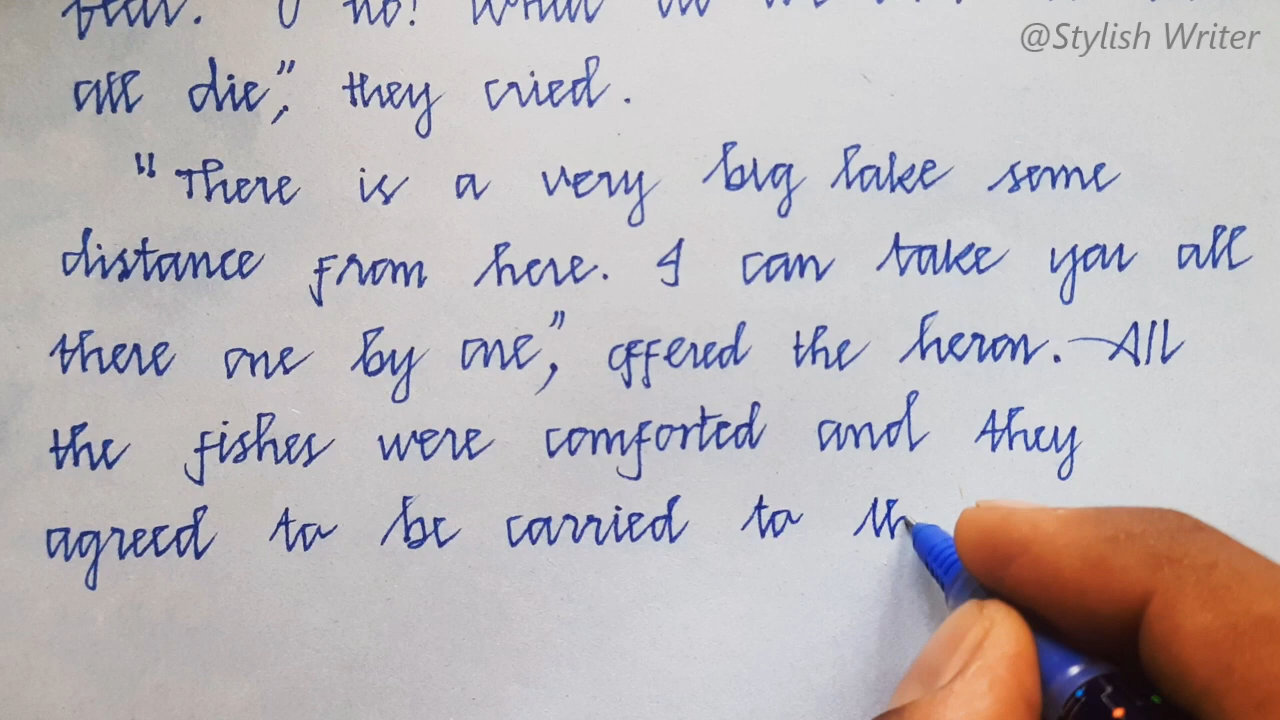 @Stylish Writer
all die", they cried.
"There is a very big lake some
distance from here. I can take you all
there one by one", offered the heron. All
the fishes were comforted and they
agreed to be carried to